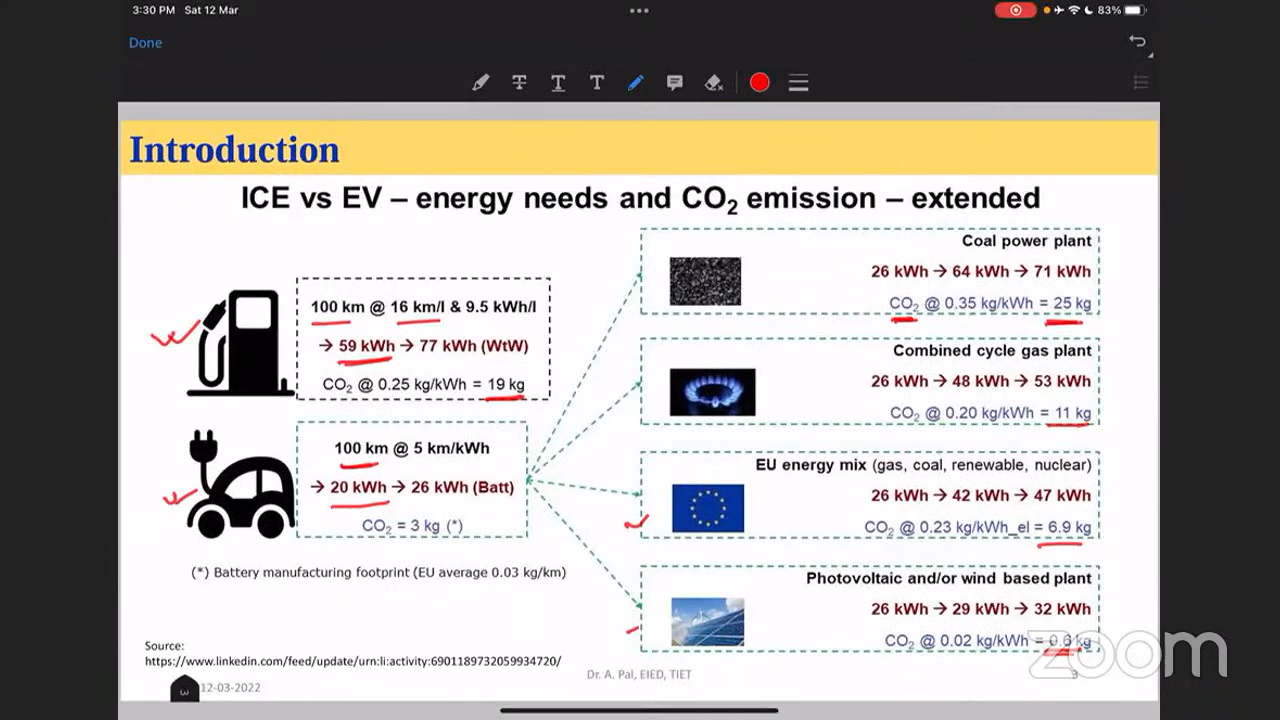 3:30 PM Sat 12 Mar
83%
Done
Introduction
ICE vs EV – energy needs and CO₂ emission – extended
100 km @ 16 km/l & 9.5 kWh/l
→ 59 kWh → 77 kWh (WtW)
CO₂ @ 0.25 kg/kWh = 19 kg
100 km @ 5 km/kWh
→ 20 kWh → 26 kWh (Batt)
CO₂ = 3 kg (*)
(*) Battery manufacturing footprint (EU average 0.03 kg/km)
Coal power plant
26 kWh → 64 kWh → 71 kWh
CO₂ @ 0.35 kg/kWh = 25 kg
Combined cycle gas plant
26 kWh → 48 kWh → 53 kWh
CO₂ @ 0.20 kg/kWh = 11 kg
EU energy mix (gas, coal, renewable, nuclear)
26 kWh → 42 kWh → 47 kWh
CO₂ @ 0.23 kg/kWh_el = 6.9 kg
Photovoltaic and/or wind based plant
26 kWh → 29 kWh → 32 kWh
CO₂ @ 0.02 kg/kWh = 0.6 kg
zoom
Source:
https://www.linkedin.com/feed/update/urn:li:activity:6901189732059934720/
12-03-2022
Dr. A. Pal, EIED, TIET
3
3